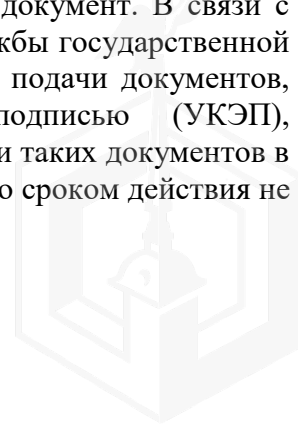 документ. В связи с
жбы государственной
подачи документов,
подписью (УКЭП),
и таких документов в
о сроком действия не